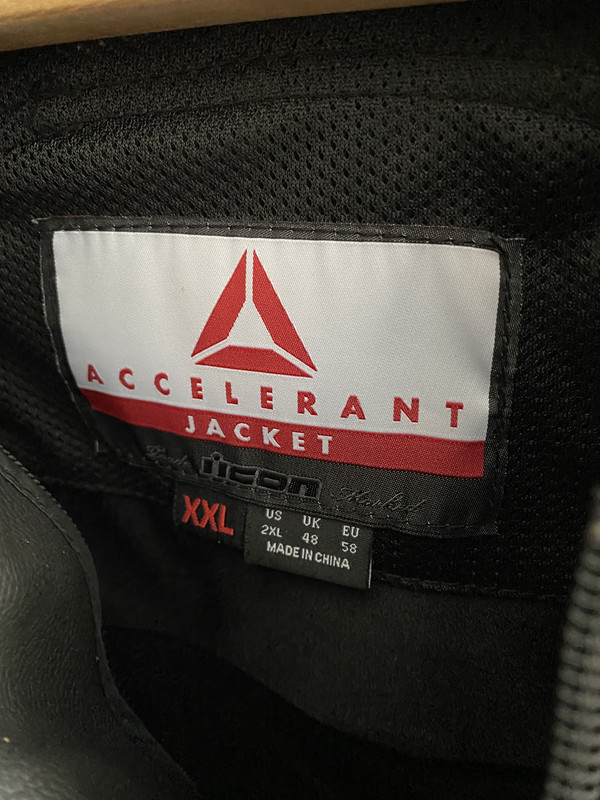 ACCELERANT
JACKET
icon
XXL
US UK EU
2XL 48 58
MADE IN CHINA